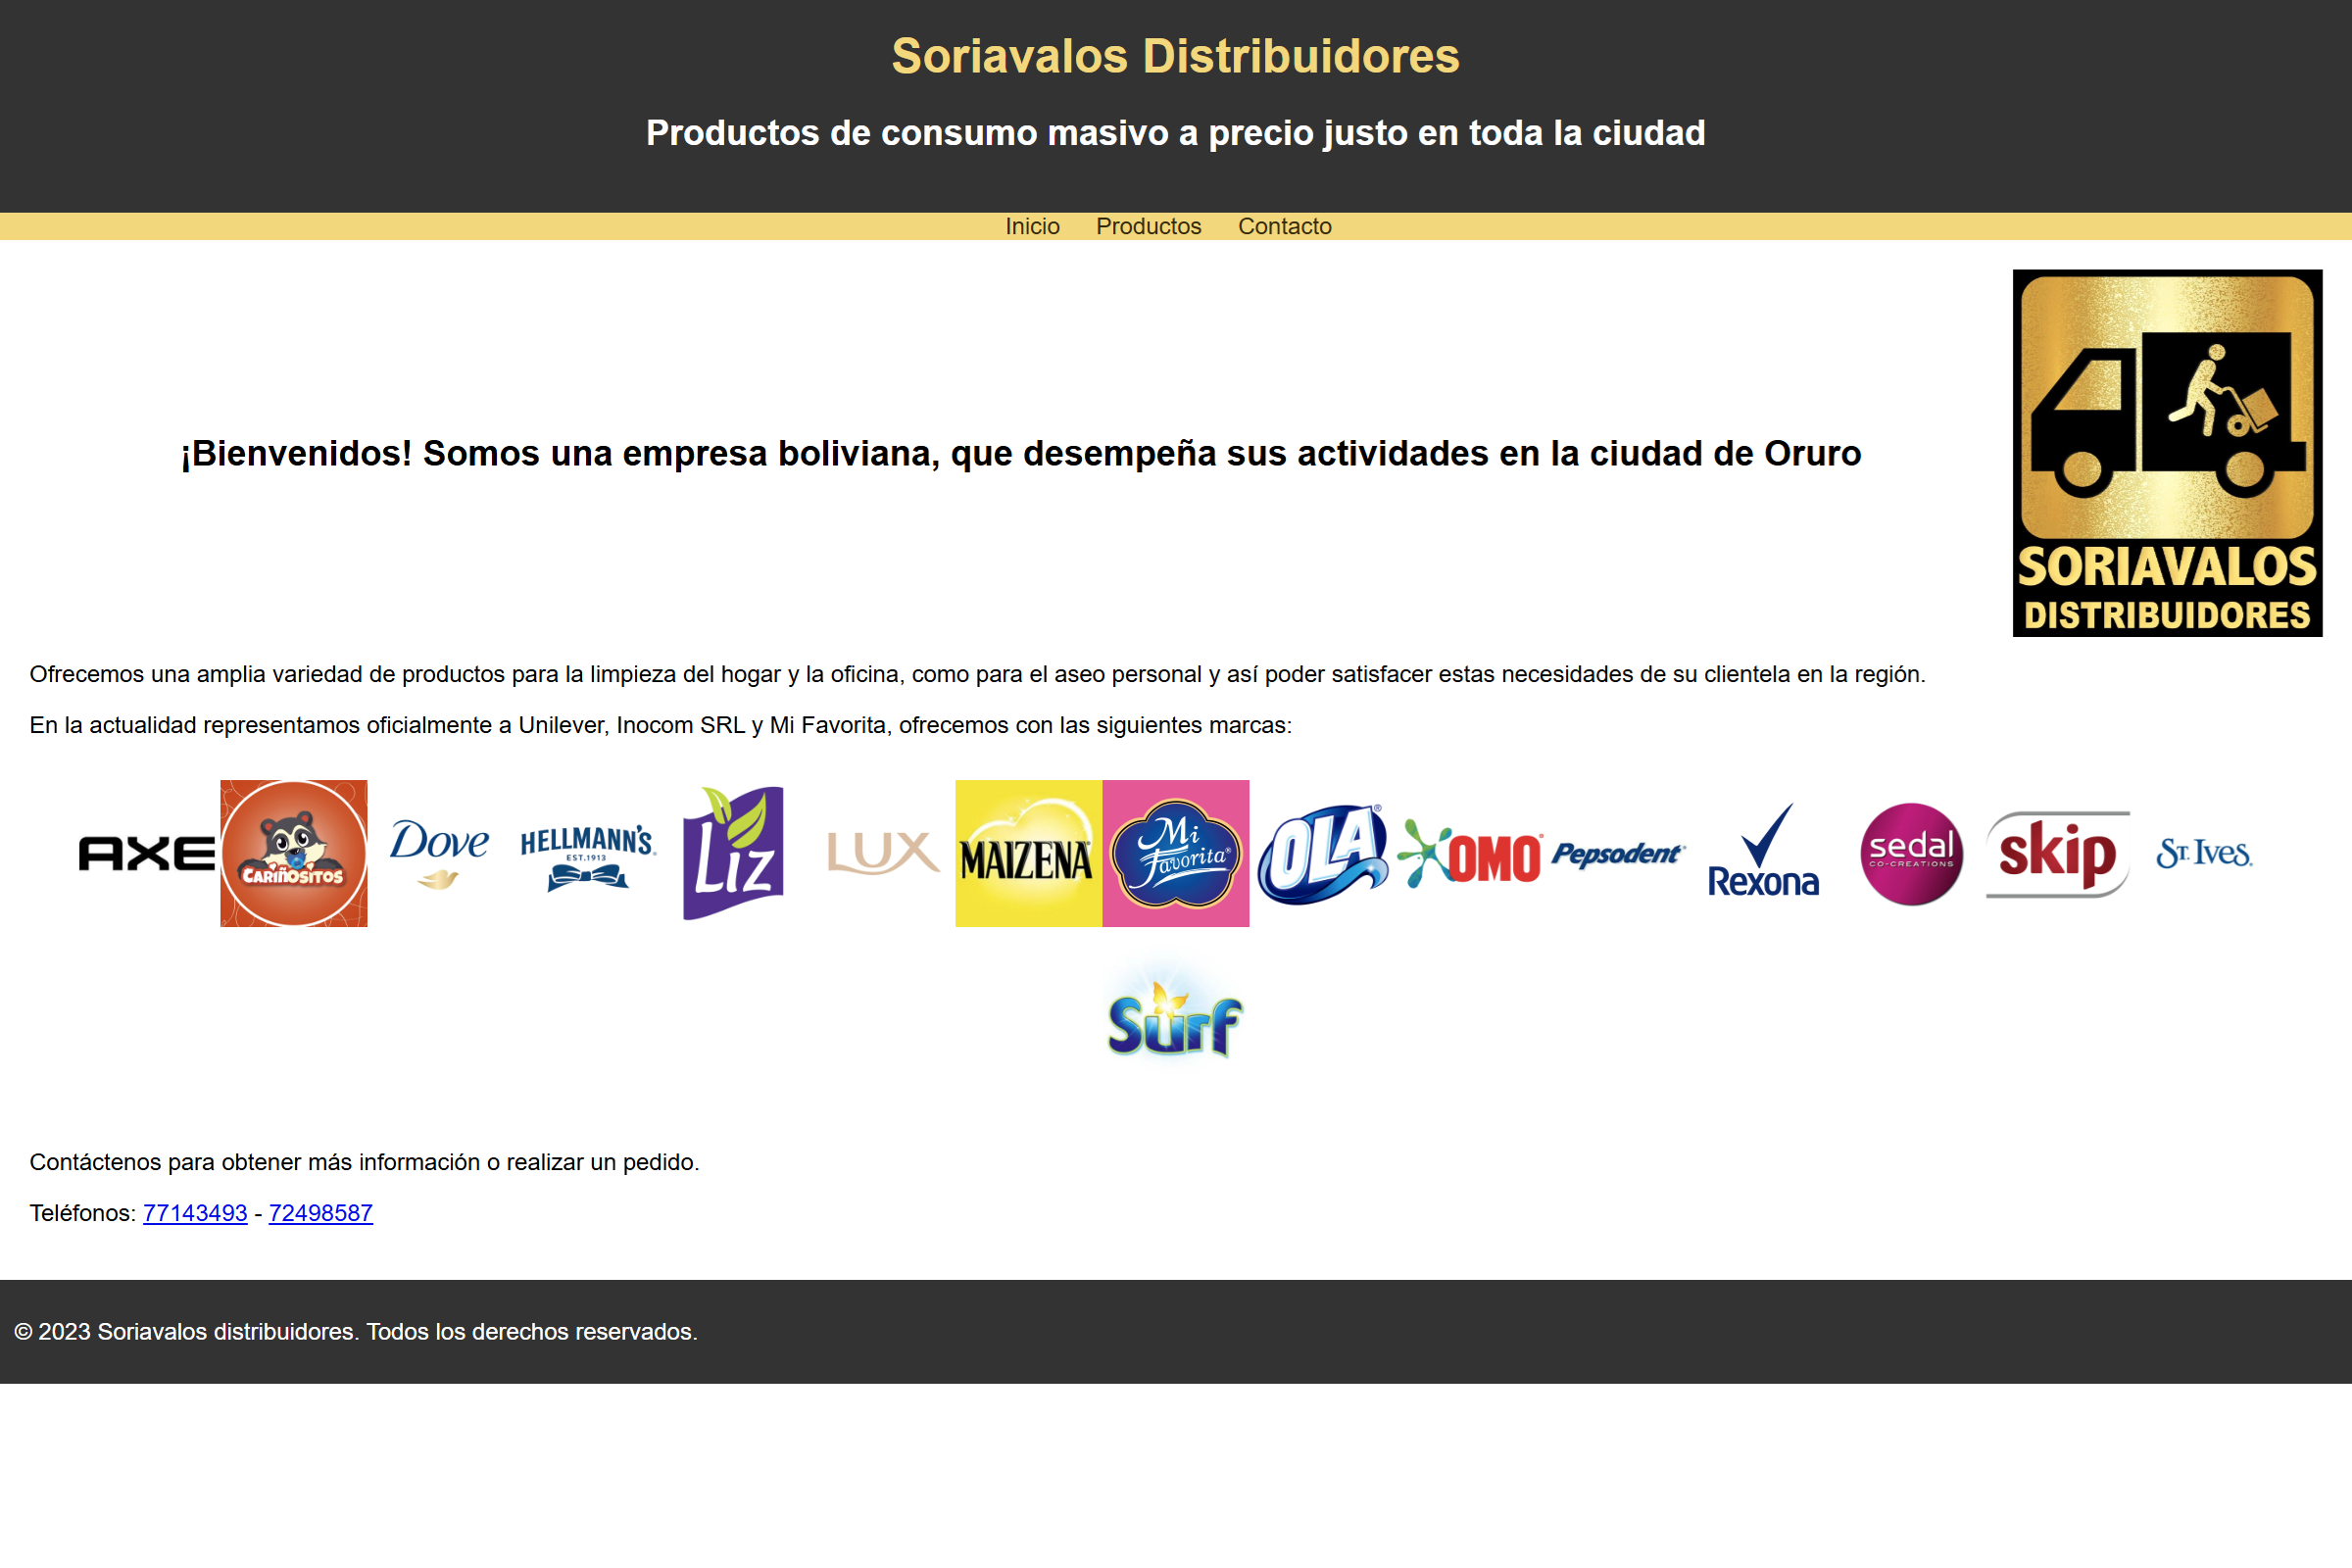 Soriavalos Distribuidores
Productos de consumo masivo a precio justo en toda la ciudad
Inicio Productos Contacto
¡Bienvenidos! Somos una empresa boliviana, que desempeña sus actividades en la ciudad de Oruro
SORIAVALOS
DISTRIBUIDORES
Ofrecemos una amplia variedad de productos para la limpieza del hogar y la oficina, como para el aseo personal y así poder satisfacer estas necesidades de su clientela en la región.
En la actualidad representamos oficialmente a Unilever, Inocom SRL y Mi Favorita, ofrecemos con las siguientes marcas:
AXE
CARIÑOSITOS
Dove
HELLMANN'S
EST.1913
Liz
LUX
MAIZENA
Mi
Favorita
OLA
OMO
Pepsodent
Rexona
sedal
CO-CREATIONS
skip
ST. IVES
Surf
Contáctenos para obtener más información o realizar un pedido.
Teléfonos: 77143493 - 72498587
© 2023 Soriavalos distribuidores. Todos los derechos reservados.